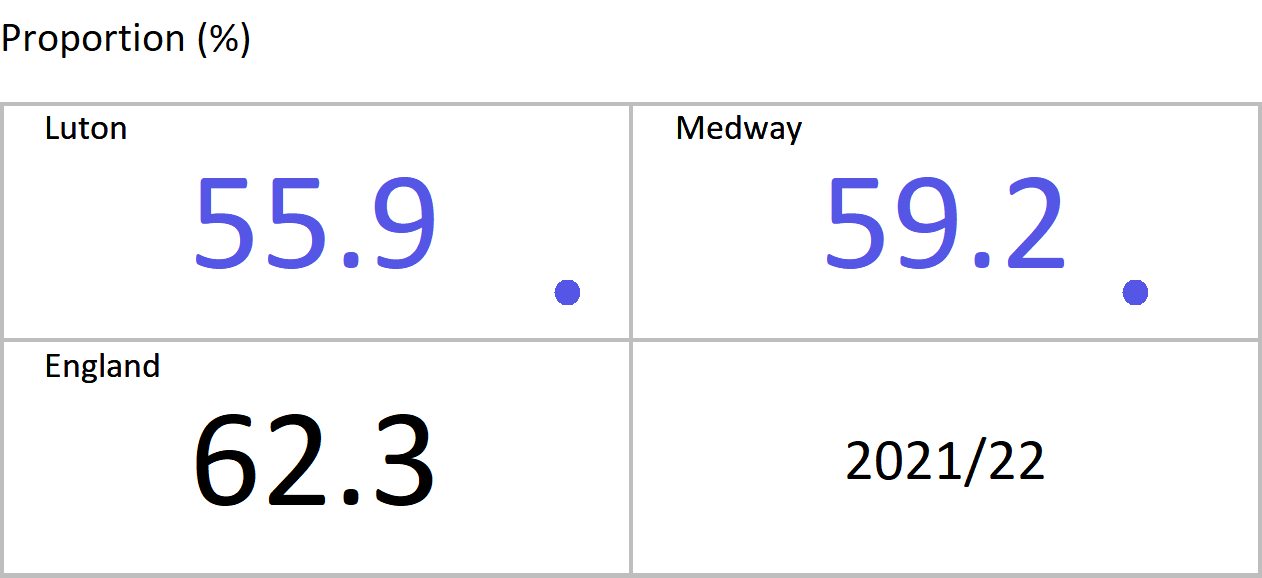 Proportion (%)
Luton
55.9
Medway
59.2
England
62.3
2021/22